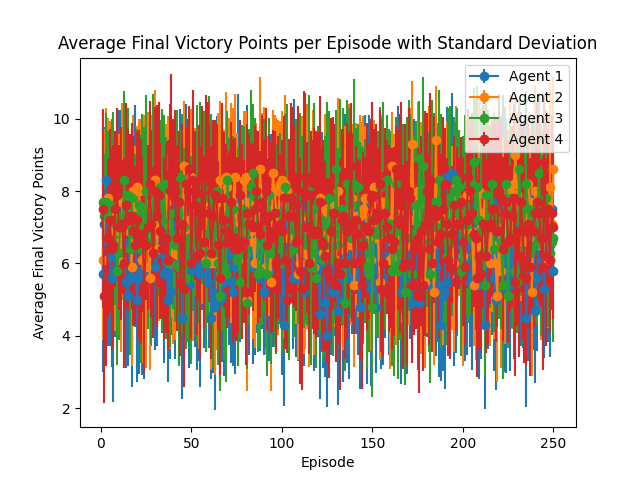 Average Final Victory Points per Episode with Standard Deviation
Agent 1
Agent 2
Agent 3
Agent 4
Average Final Victory Points
10
8
6
4
2
0
50
100
150
200
250
Episode